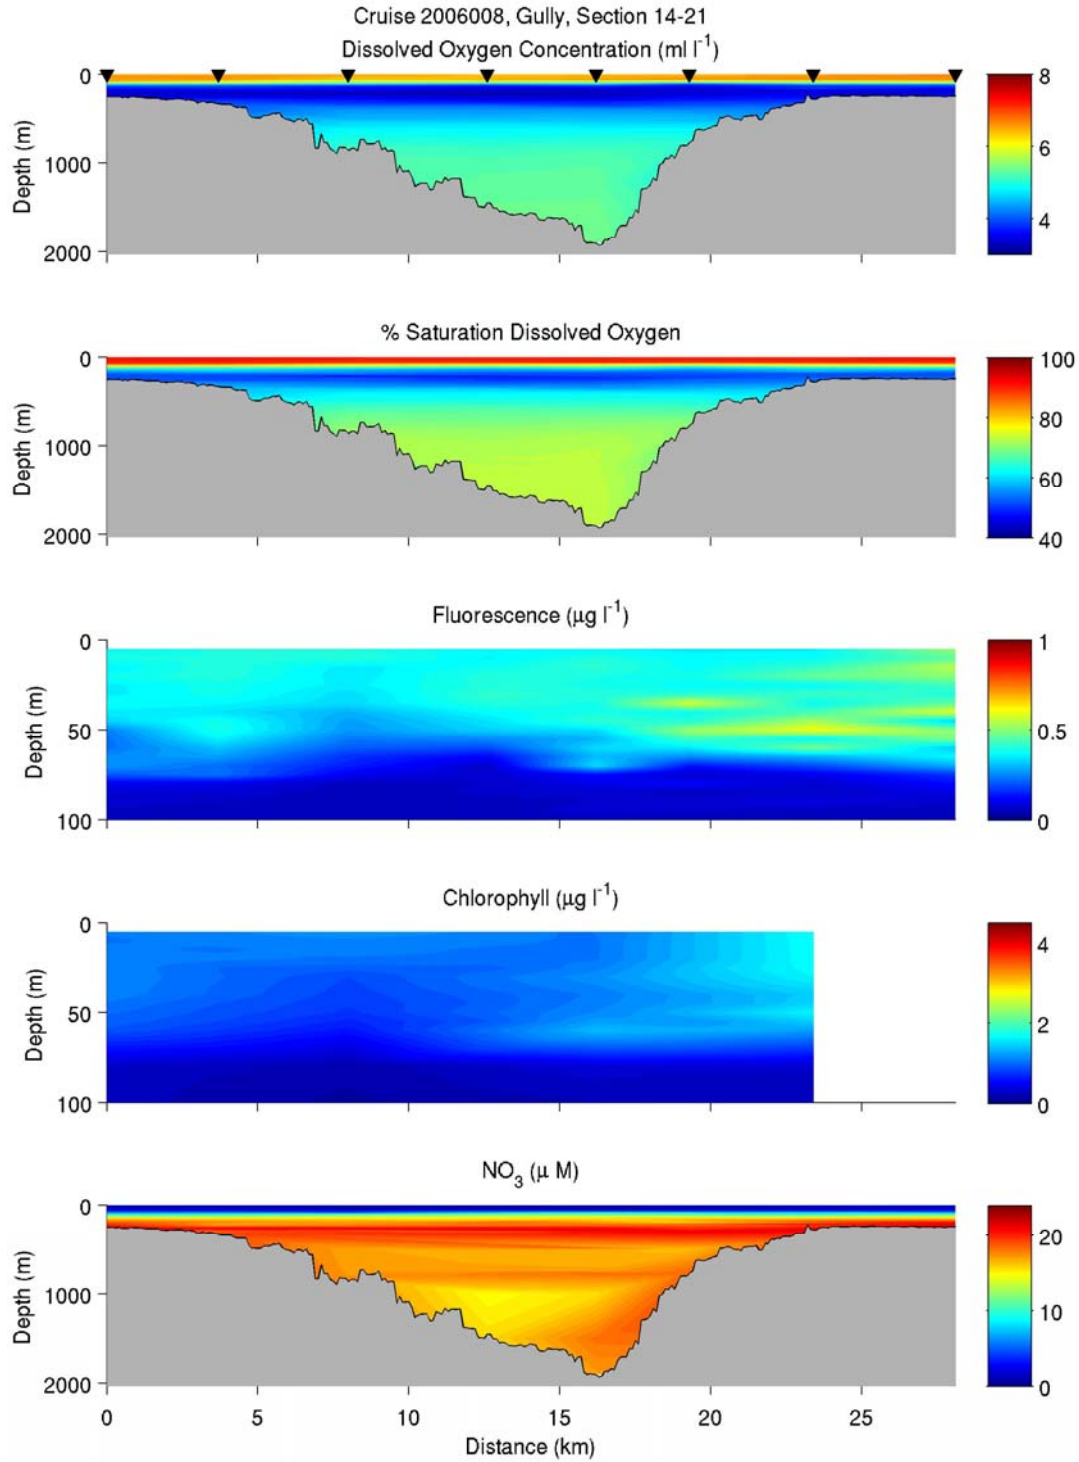 Cruise 2006008, Gully, Section 14-21
Dissolved Oxygen Concentration (ml l⁻¹)
0
1000
2000
Depth (m)
8
6
4
% Saturation Dissolved Oxygen
0
1000
2000
Depth (m)
100
80
60
40
Fluorescence (μg l⁻¹)
0
50
100
Depth (m)
1
0.5
0
Chlorophyll (μg l⁻¹)
0
50
100
Depth (m)
4
2
0
NO₃ (μ M)
0
1000
2000
Depth (m)
20
10
0
0 5 10 15 20 25
Distance (km)